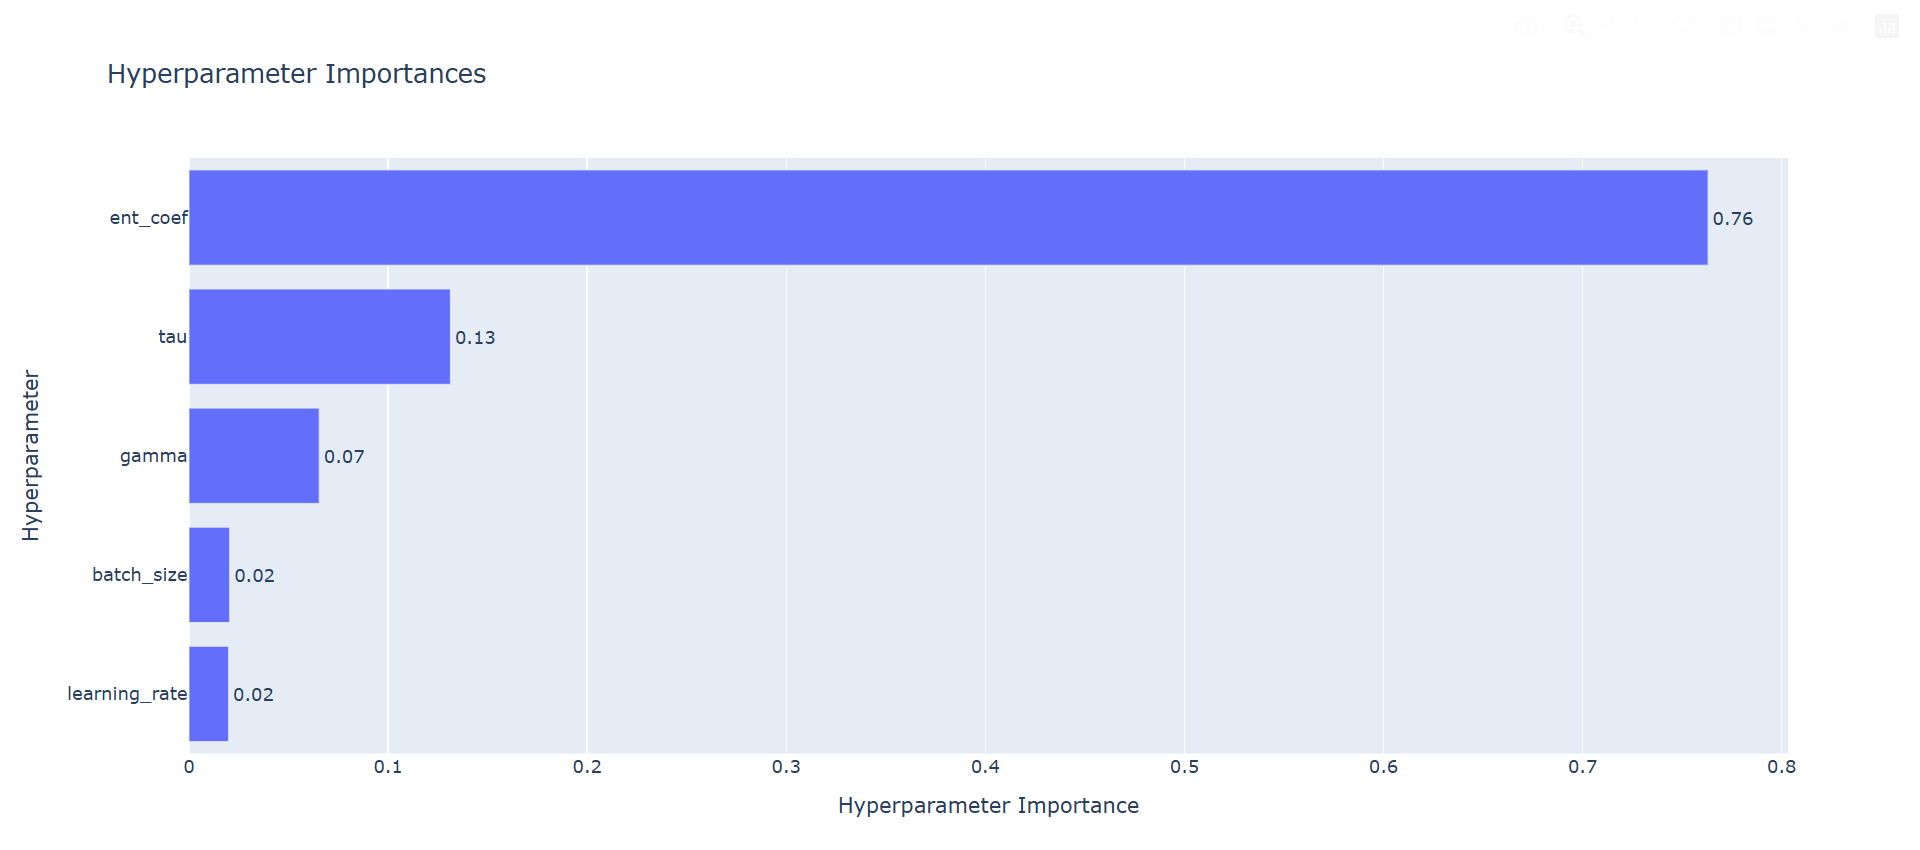 Hyperparameter Importances
Hyperparameter
ent_coef
0.76
tau
0.13
gamma
0.07
batch_size
0.02
learning_rate
0.02
0 0.1 0.2 0.3 0.4 0.5 0.6 0.7 0.8
Hyperparameter Importance